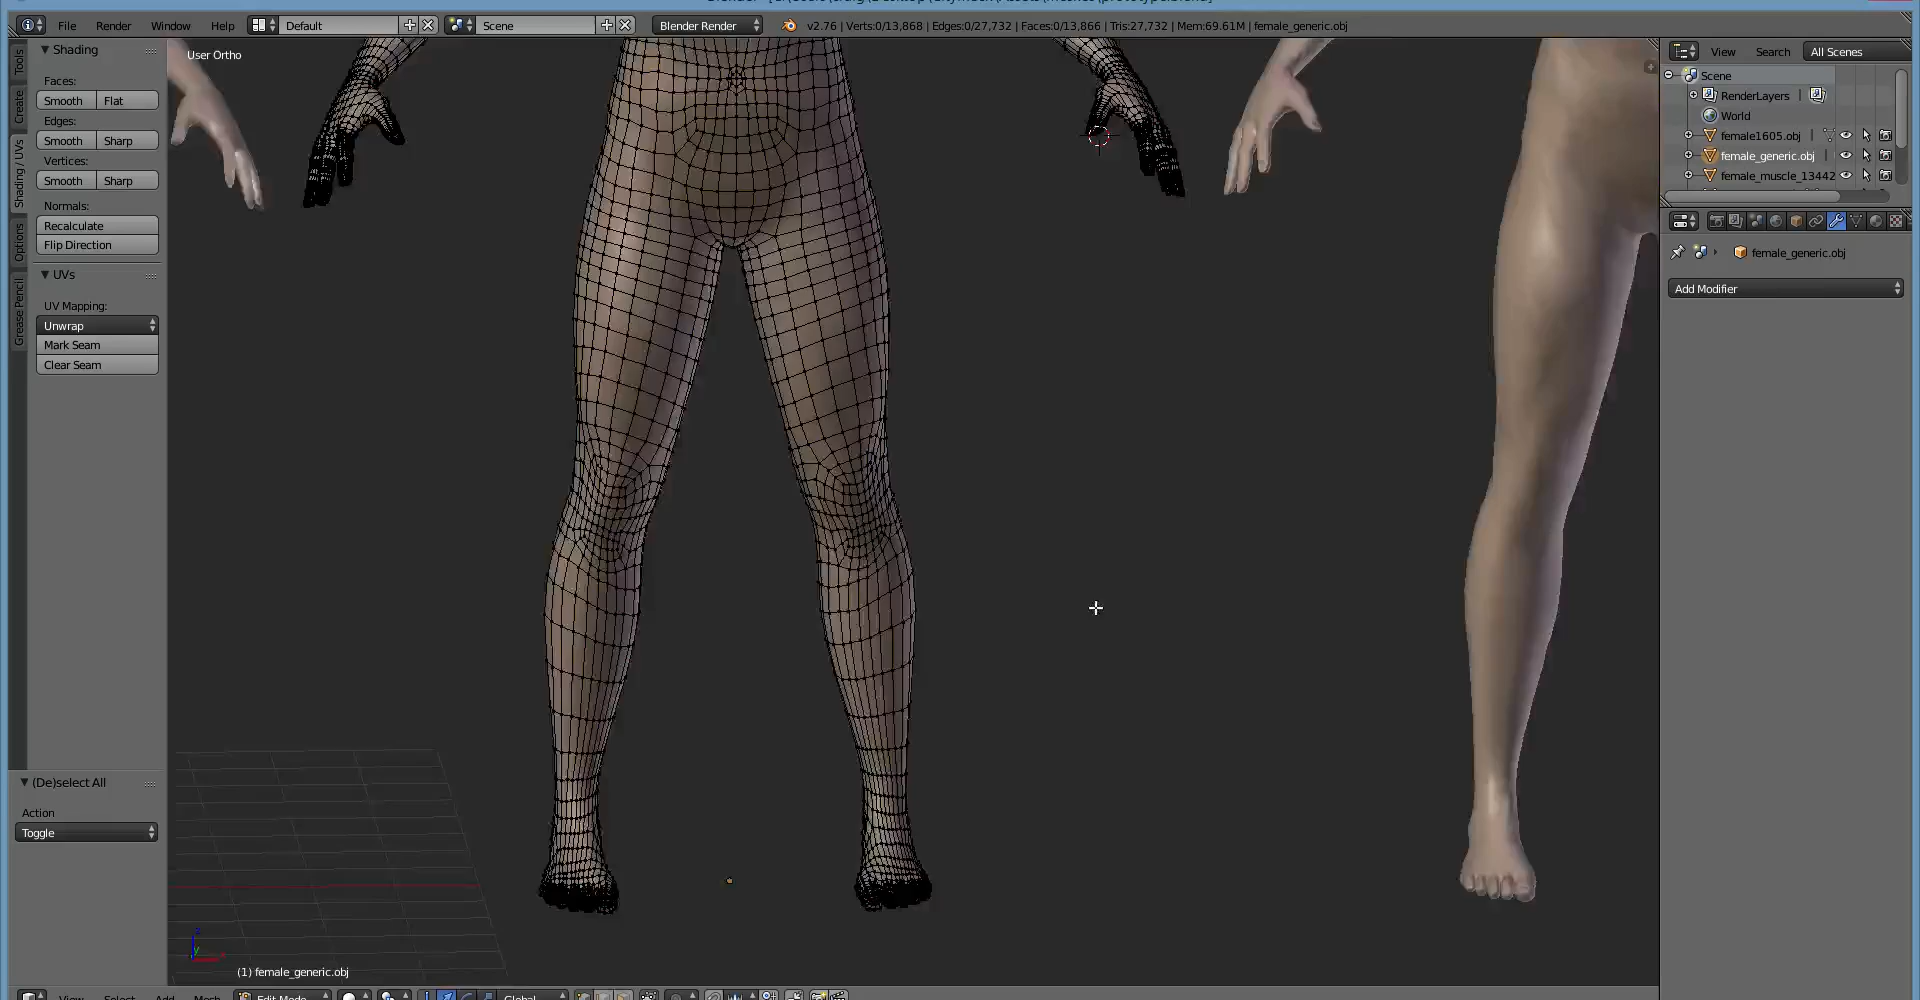 File Render Window Help Default Scene Blender Render v2.76 | Verts:0/13,868 | Edges:0/27,732 | Faces:0/13,866 | Tris:27,732 | Mem:69.61M | female_generic.obj
Tools
Create
Shading / UVs
Options
Grease Pencil
Shading
Faces:
Smooth Flat
Edges:
Smooth Sharp
Vertices:
Smooth Sharp
Normals:
Recalculate
Flip Direction
UVs
UV Mapping:
Unwrap
Mark Seam
Clear Seam
(De)select All
Action
Toggle
User Ortho
(1) female_generic.obj
View Select Add Mesh Edit Mode Global
View Search All Scenes
Scene
RenderLayers
World
female1605.obj
female_generic.obj
female_muscle_13442
female_generic.obj
Add Modifier